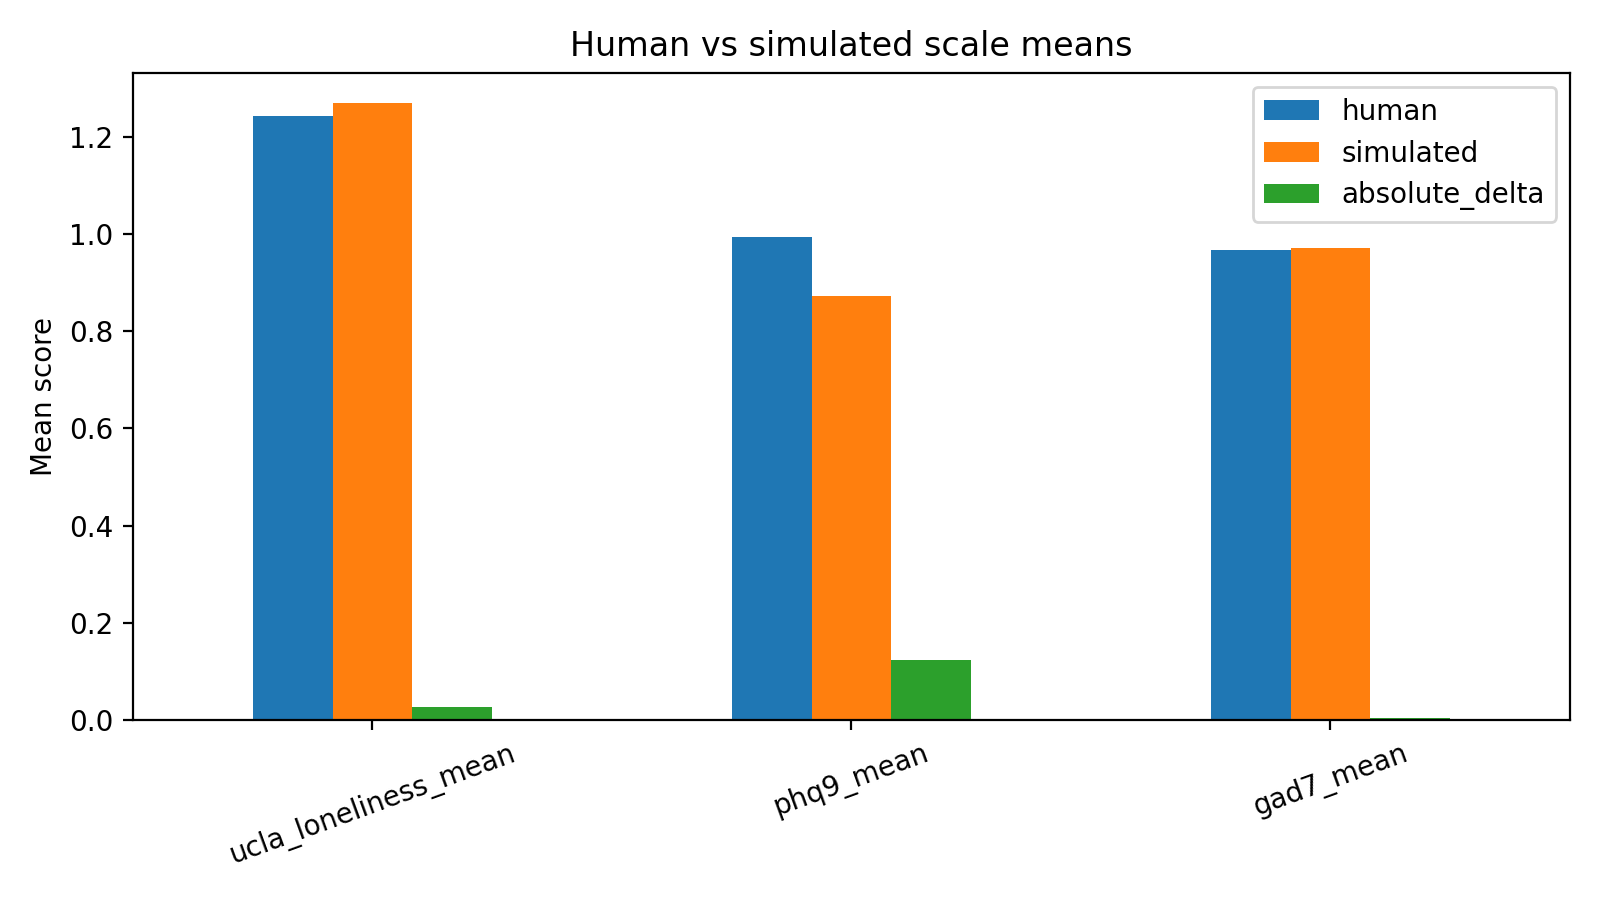 Human vs simulated scale means
human
simulated
absolute_delta
Mean score
1.2
1.0
0.8
0.6
0.4
0.2
0.0
ucla_loneliness_mean
phq9_mean
gad7_mean